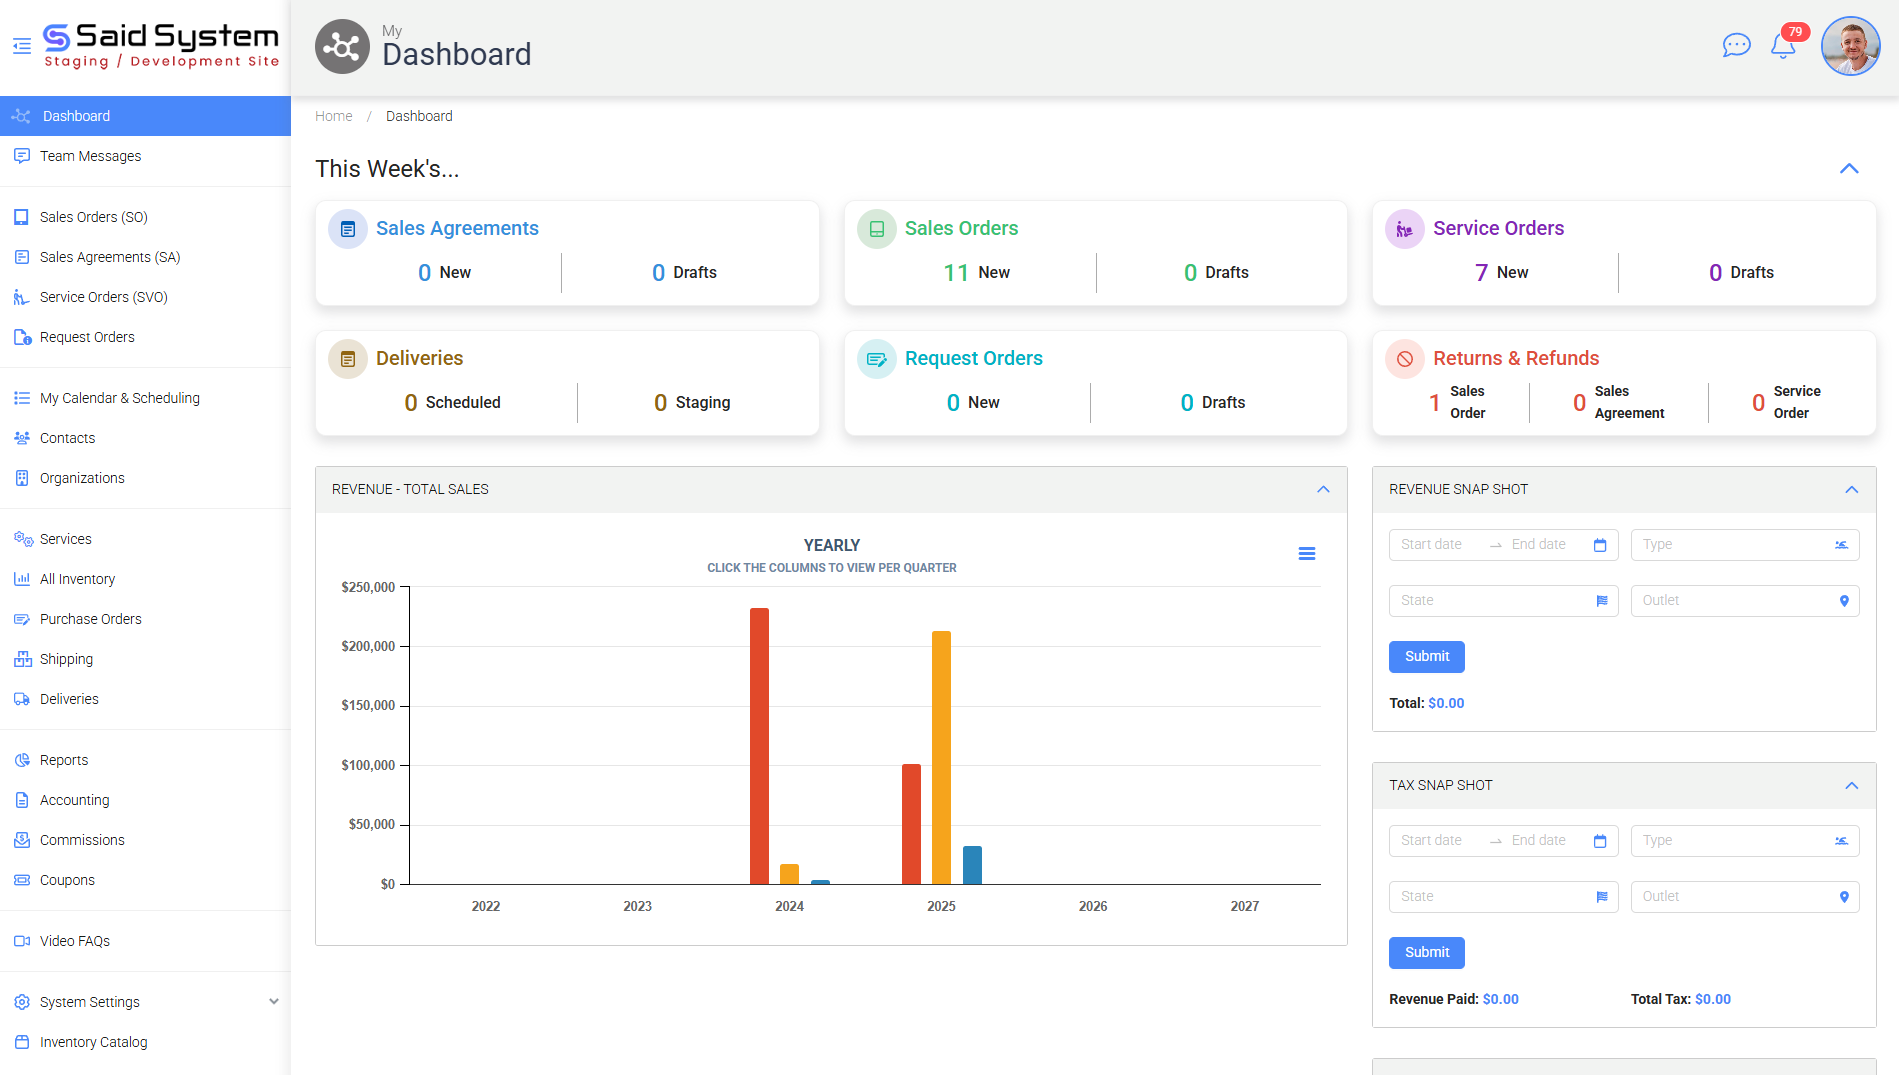 Said System
Staging / Development Site
My
Dashboard
79
Dashboard
Team Messages
Sales Orders (SO)
Sales Agreements (SA)
Service Orders (SVO)
Request Orders
My Calendar & Scheduling
Contacts
Organizations
Services
All Inventory
Purchase Orders
Shipping
Deliveries
Reports
Accounting
Commissions
Coupons
Video FAQs
System Settings
Inventory Catalog
Home / Dashboard
This Week's...
Sales Agreements
0 New
0 Drafts
Sales Orders
11 New
0 Drafts
Service Orders
7 New
0 Drafts
Deliveries
0 Scheduled
0 Staging
Request Orders
0 New
0 Drafts
Returns & Refunds
1 Sales
Order
0 Sales
Agreement
0 Service
Order
REVENUE - TOTAL SALES
YEARLY
CLICK THE COLUMNS TO VIEW PER QUARTER
$250,000
$200,000
$150,000
$100,000
$50,000
$0
2022 2023 2024 2025 2026 2027
REVENUE SNAP SHOT
Start date → End date
Type
State
Outlet
Submit
Total: $0.00
TAX SNAP SHOT
Start date → End date
Type
State
Outlet
Submit
Revenue Paid: $0.00
Total Tax: $0.00